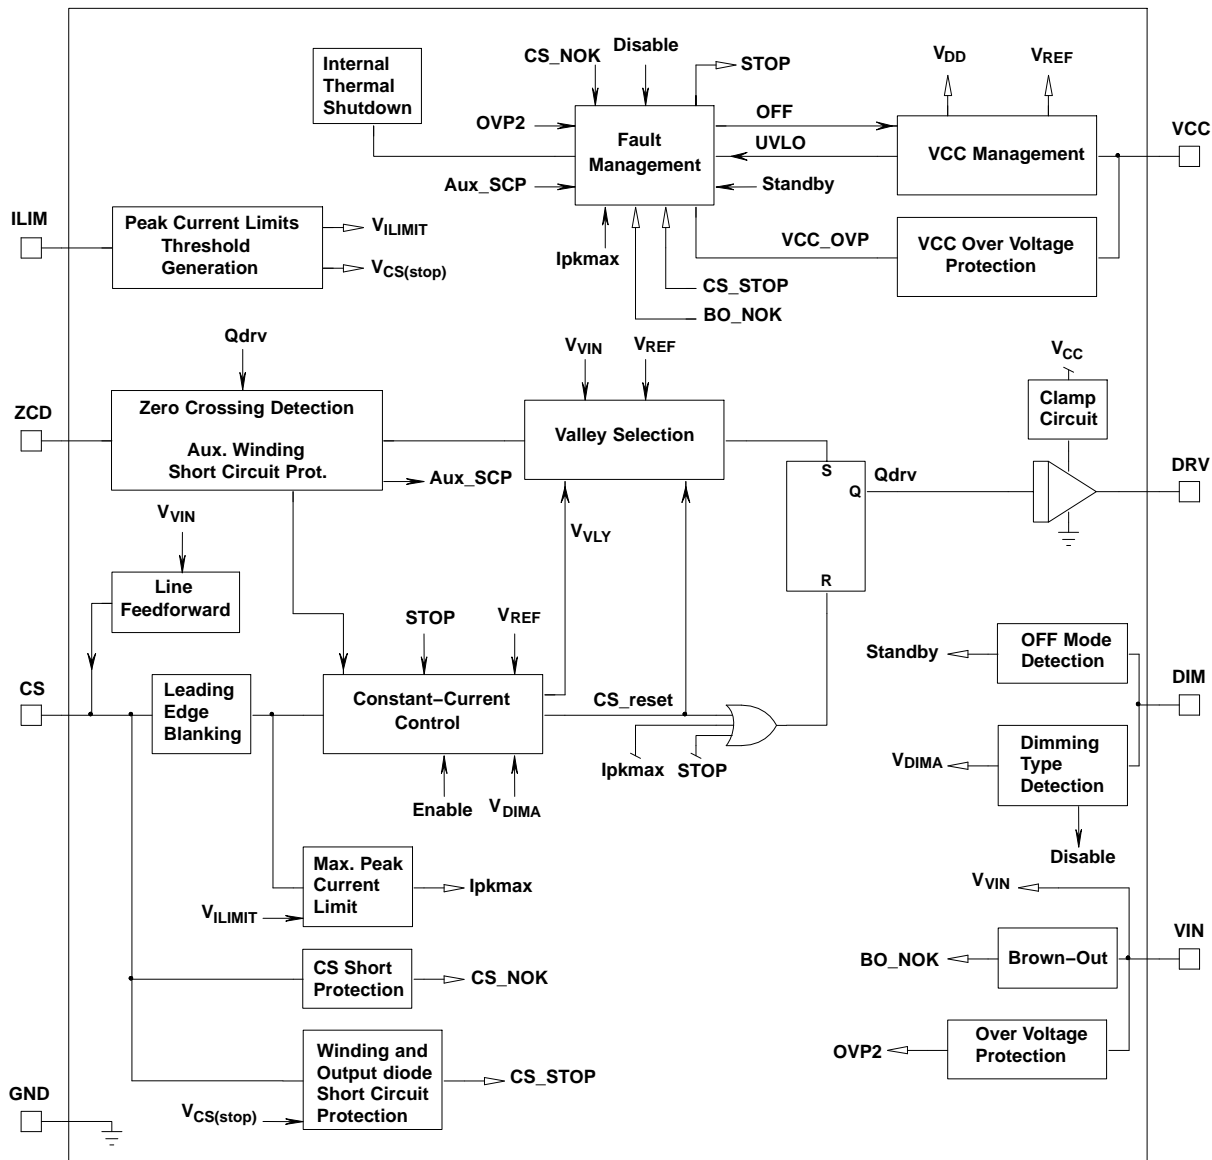 Internal
Thermal
Shutdown
CS_NOK
Disable
STOP
OVP2
Fault
Management
OFF
UVLO
Aux_SCP
Standby
Ipkmax
CS_STOP
BO_NOK
VCC_OVP
VDD
VREF
VCC Management
VCC
VCC Over Voltage
Protection
ILIM
Peak Current Limits
Threshold
Generation
VILIMIT
VCS(stop)
Qdrv
ZCD
Zero Crossing Detection
Aux. Winding
Short Circuit Prot.
Aux_SCP
VVIN
VREF
Valley Selection
VVLY
S
Q
R
Qdrv
VCC
Clamp
Circuit
DRV
VVIN
Line
Feedforward
CS
Leading
Edge
Blanking
STOP
VREF
Constant–Current
Control
CS_reset
Ipkmax
STOP
Enable
VDIMA
Standby
OFF Mode
Detection
DIM
VDIMA
Dimming
Type
Detection
Disable
Max. Peak
Current
Limit
VILIMIT
Ipkmax
CS Short
Protection
CS_NOK
Winding and
Output diode
Short Circuit
Protection
VCS(stop)
CS_STOP
VVIN
VIN
BO_NOK
Brown–Out
OVP2
Over Voltage
Protection
GND